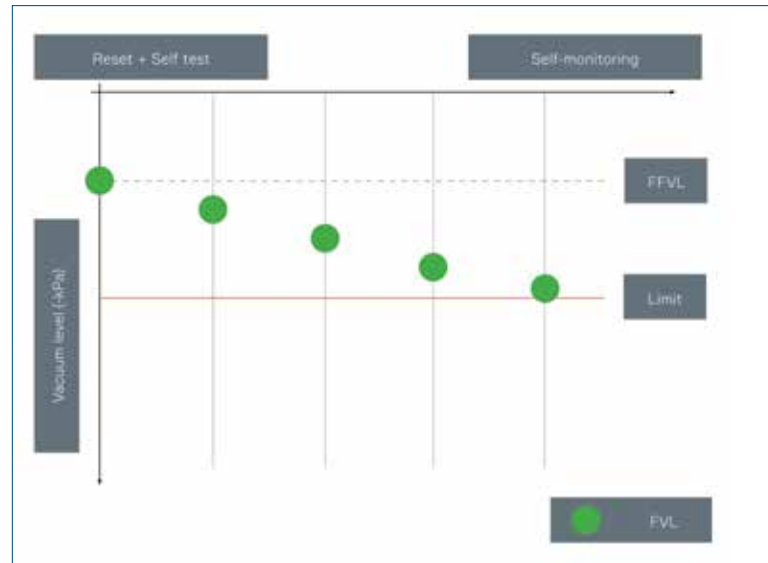 Reset + Self test
Self-monitoring
FFVL
Vacuum level (-kPa)
Limit
FVL